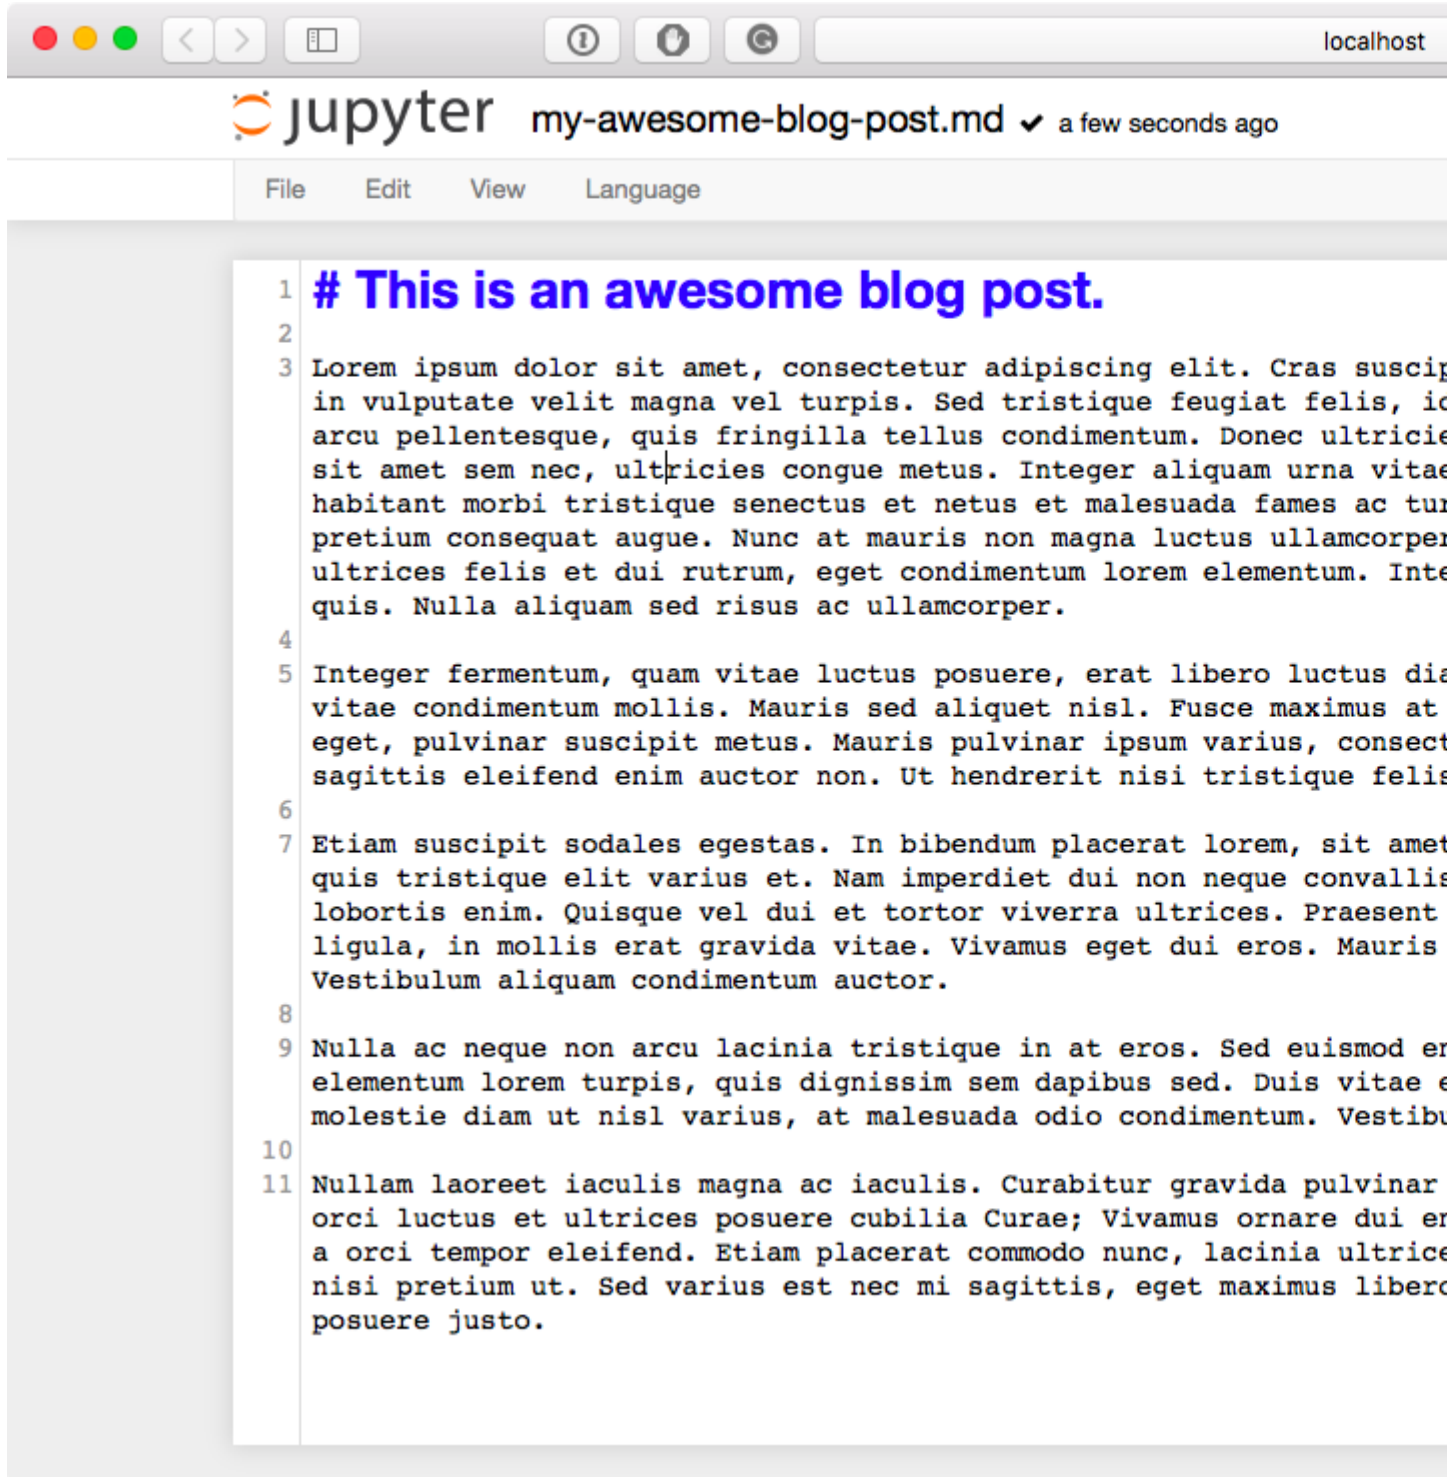 localhost
jupyter my-awesome-blog-post.md ✔ a few seconds ago
File Edit View Language
1 # This is an awesome blog post.
2
3 Lorem ipsum dolor sit amet, consectetur adipiscing elit. Cras
in vulputate velit magna vel turpis. Sed tristique feugiat felis,
arcu pellentesque, quis fringilla tellus condimentum. Donec
sit amet sem nec, ultricies congue metus. Integer aliquam urna vitae
habitant morbi tristique senectus et netus et malesuada fames ac
pretium consequat augue. Nunc at mauris non magna luctus ullamcorper
ultrices felis et dui rutrum, eget condimentum lorem elementum.
quis. Nulla aliquam sed risus ac ullamcorper.
4
5 Integer fermentum, quam vitae luctus posuere, erat libero luctus
vitae condimentum mollis. Mauris sed aliquet nisl. Fusce maximus at
eget, pulvinar suscipit metus. Mauris pulvinar ipsum varius,
sagittis eleifend enim auctor non. Ut hendrerit nisi tristique felis
6
7 Etiam suscipit sodales egestas. In bibendum placerat lorem, sit amet
quis tristique elit varius et. Nam imperdiet dui non neque convallis
lobortis enim. Quisque vel dui et tortor viverra ultrices. Praesent
ligula, in mollis erat gravida vitae. Vivamus eget dui eros. Mauris
Vestibulum aliquam condimentum auctor.
8
9 Nulla ac neque non arcu lacinia tristique in at eros. Sed euismod
elementum lorem turpis, quis dignissim sem dapibus sed. Duis vitae
molestie diam ut nisl varius, at malesuada odio condimentum.
10
11 Nullam laoreet iaculis magna ac iaculis. Curabitur gravida pulvinar
orci luctus et ultrices posuere cubilia Curae; Vivamus ornare dui
a orci tempor eleifend. Etiam placerat commodo nunc, lacinia
nisi pretium ut. Sed varius est nec mi sagittis, eget maximus
posuere justo.